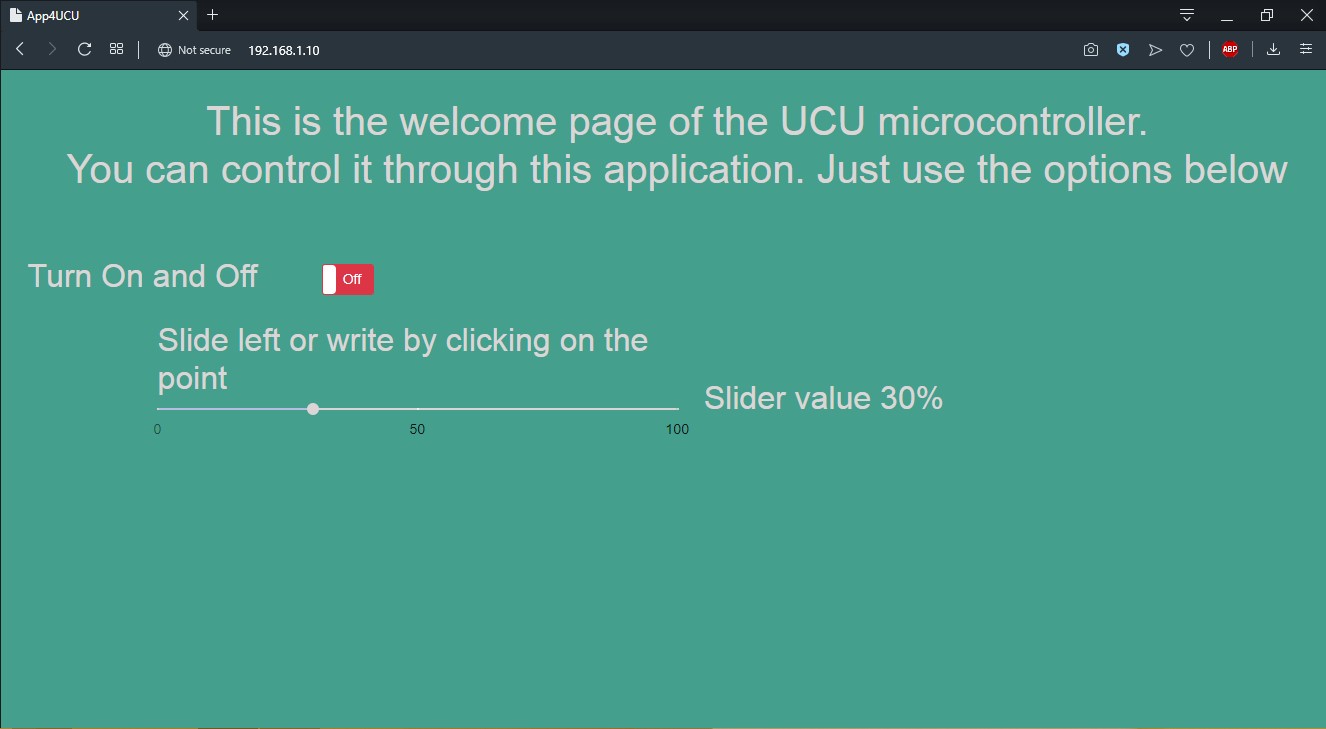 App4UCU
Not secure 192.168.1.10
ABP
This is the welcome page of the UCU microcontroller.
You can control it through this application. Just use the options below
Turn On and Off
Off
Slide left or write by clicking on the
point
Slider value 30%
0 50 100